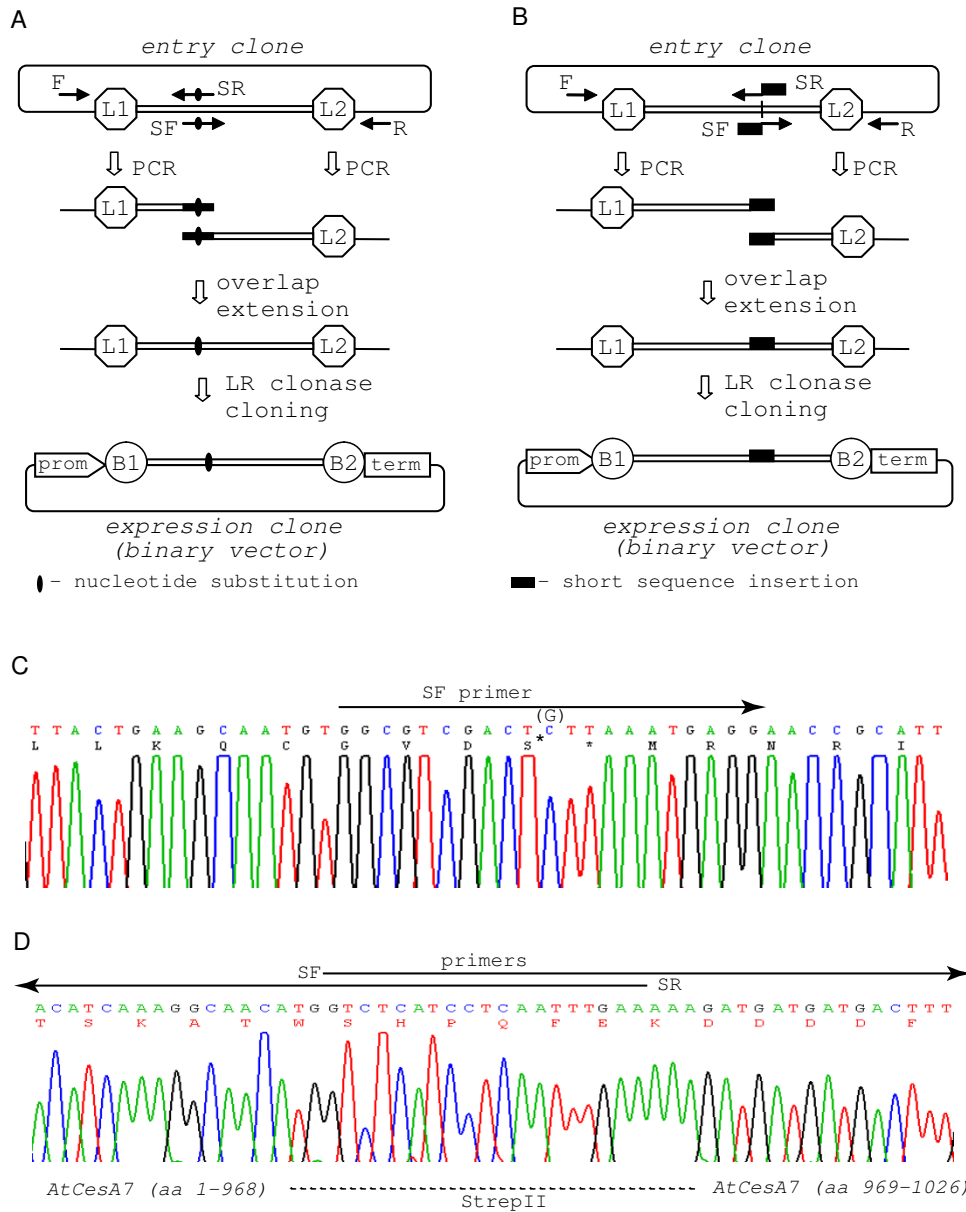 A
entry clone
F
L1
SR
L2
SF
R
PCR
PCR
L1
L2
overlap
extension
L1
L2
LR clonase
cloning
prom
B1
B2
term
expression clone
(binary vector)
- nucleotide substitution
B
entry clone
F
L1
SR
L2
SF
R
PCR
PCR
L1
L2
overlap
extension
L1
L2
LR clonase
cloning
prom
B1
B2
term
expression clone
(binary vector)
- short sequence insertion
C
SF primer
(G)
T T A C T G A A G C A A T G T G G C G T C G A C T C T T A A A T G A G G A A C C G C A T T
L L K Q C G V D S * * M R N R I
D
primers
SF
SR
A C A T C A A A G G C A A C A T G G T C T C A T C C T C A A T T T G A A A A A G A T G A T G A T G A C T T T
T S K A T W S H P Q F E K D D D D F
AtCesA7 (aa 1-968)
StrepII
AtCesA7 (aa 969-1026)